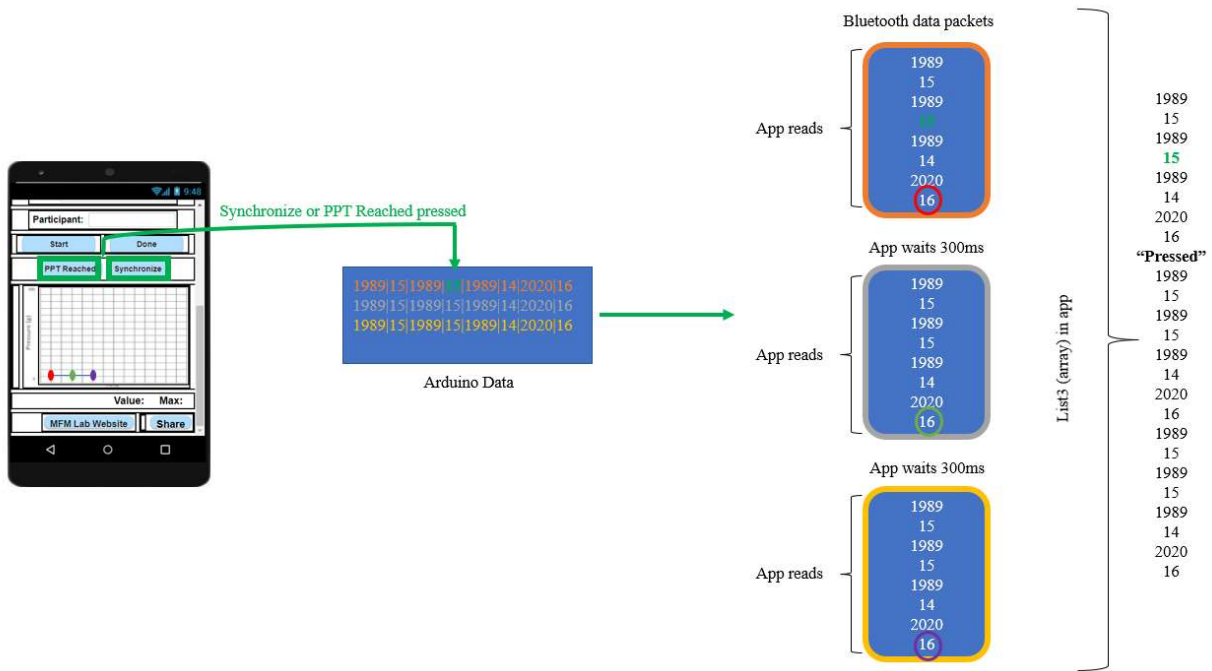 9:48
Participant:
Start
Done
PPT Reached
Synchronize
Pressure (g)
Value: Max:
MFM Lab Website
Share
Synchronize or PPT Reached pressed
1989|15|1989|15|1989|14|2020|16
1989|15|1989|15|1989|14|2020|16
1989|15|1989|15|1989|14|2020|16
Arduino Data
Bluetooth data packets
App reads
1989
15
1989
15
1989
14
2020
16
App waits 300ms
App reads
1989
15
1989
15
1989
14
2020
16
App waits 300ms
App reads
1989
15
1989
15
1989
14
2020
16
List3 (array) in app
1989
15
1989
15
1989
14
2020
16
“Pressed”
1989
15
1989
15
1989
14
2020
16
1989
15
1989
15
1989
14
2020
16